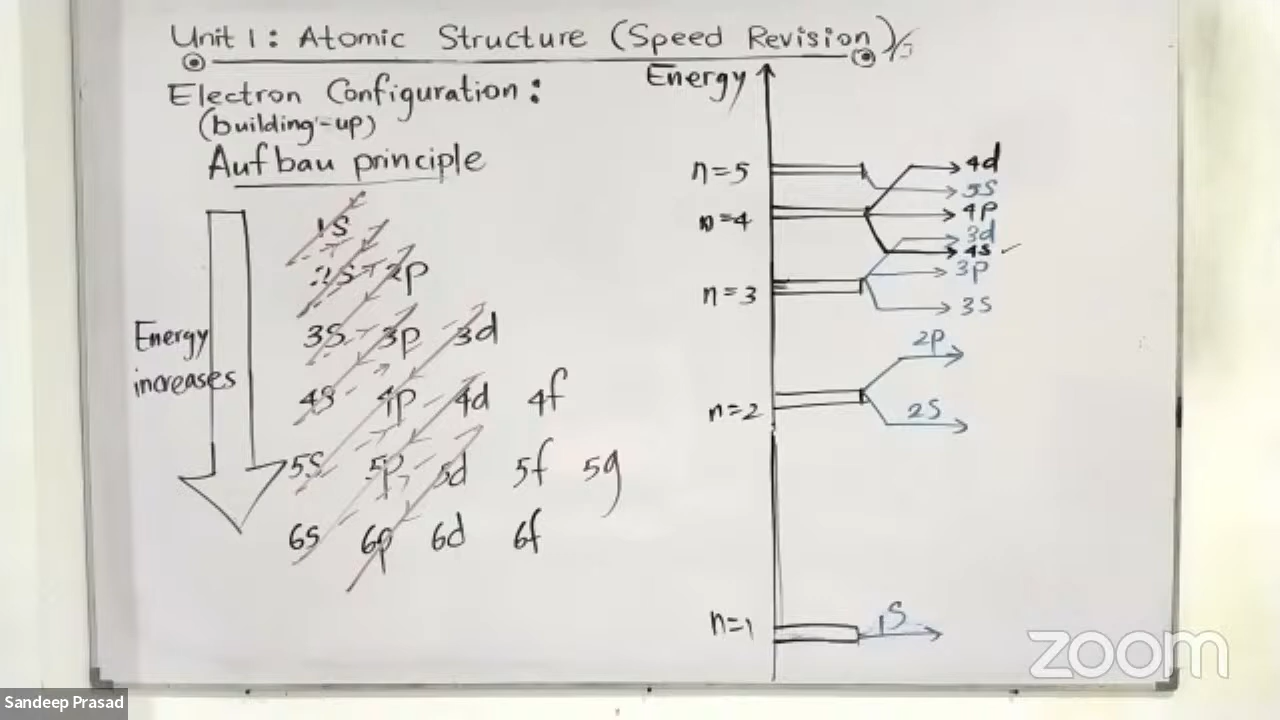 Unit 1: Atomic Structure (Speed Revision)
Electron Configuration:
(building-up)
Aufbau principle
Energy increases
1s
2s 2p
3s 3p 3d
4s 4p 4d 4f
5s 5p 5d 5f 5g
6s 6p 6d 6f
Energy
n=5
4d
5s
n=4
4p
3d
4s
3p
n=3
3s
2p
n=2
2s
n=1
1s
zoom
Sandeep Prasad